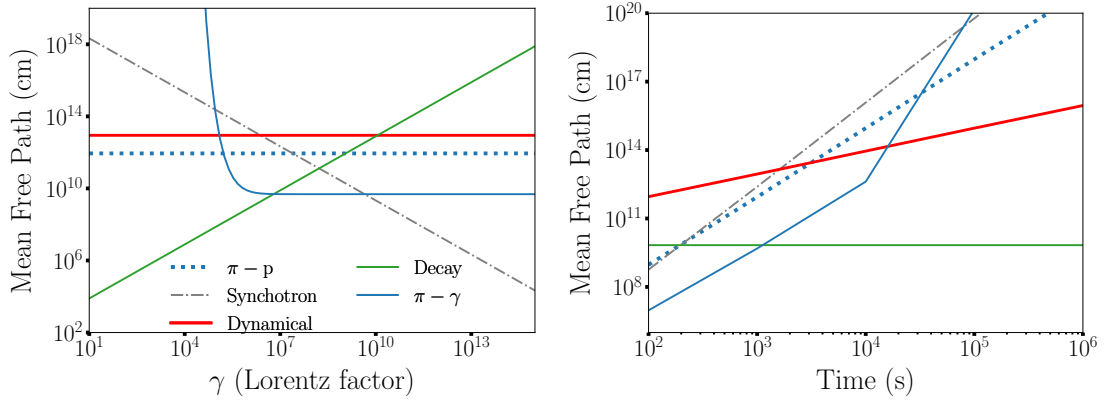 Mean Free Path (cm)
10^18
10^14
10^10
10^6
10^2
π − p
Synchotron
Dynamical
Decay
π − γ
10^1 10^4 10^7 10^10 10^13
γ (Lorentz factor)
Mean Free Path (cm)
10^20
10^17
10^14
10^11
10^8
10^2 10^3 10^4 10^5 10^6
Time (s)